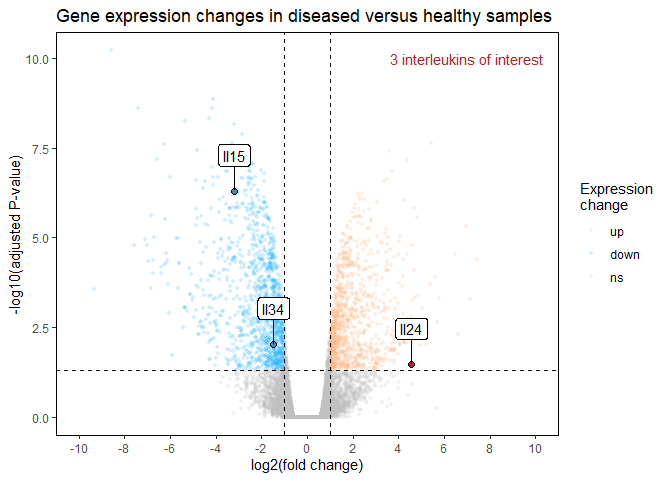 Gene expression changes in diseased versus healthy samples
3 interleukins of interest
10.0
7.5
5.0
2.5
0.0
-log10(adjusted P-value)
Il15
Il34
Il24
-10
-8
-6
-4
-2
0
2
4
6
8
10
log2(fold change)
Expression
change
up
down
ns